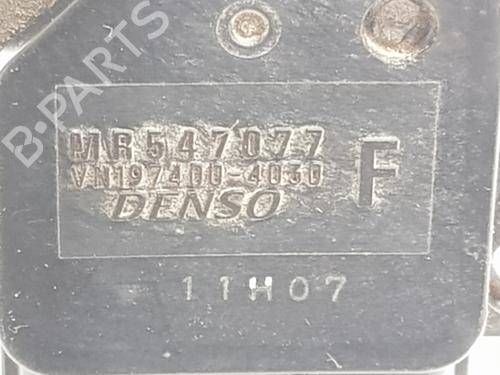 B-PARTS
MR547077
VN197400-4030
DENSO
F
11H07